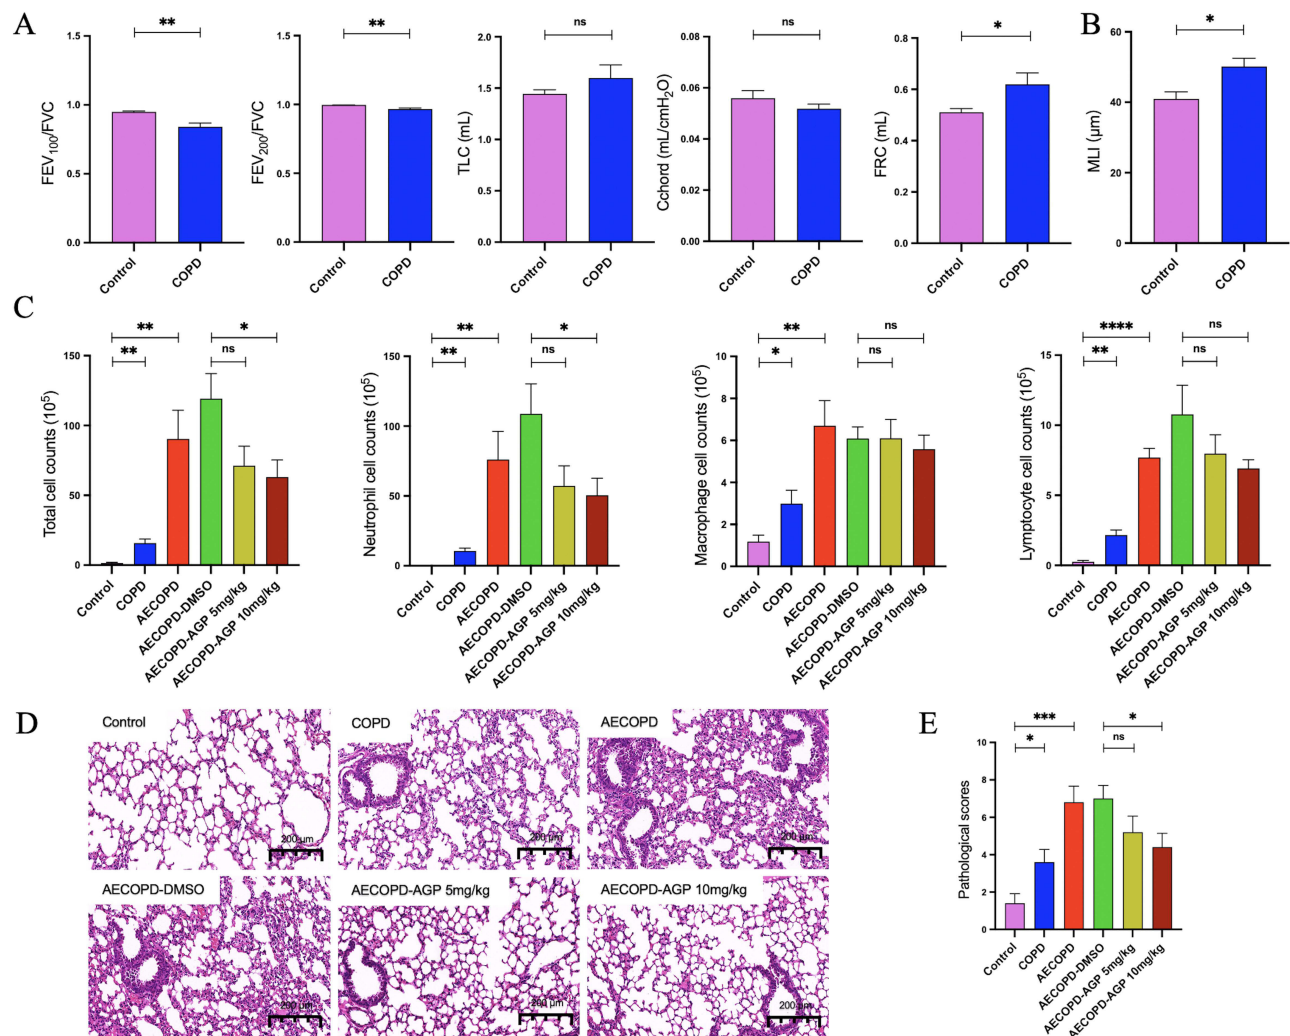 A
B
**
1.5
1.0
0.5
0.0
FEV100/FVC
Control
COPD
**
1.5
1.0
0.5
0.0
FEV200/FVC
Control
COPD
ns
2.0
1.5
1.0
0.5
0.0
TLC (mL)
Control
COPD
ns
0.08
0.06
0.04
0.02
0.00
Cchord (mL/cmH2O)
Control
COPD
*
0.8
0.6
0.4
0.2
0.0
FRC (mL)
Control
COPD
*
60
40
20
0
MLI (μm)
Control
COPD
C
**
*
**
ns
150
100
50
0
Total cell counts (10⁵)
Control
COPD
AECOPD
AECOPD-DMSO
AECOPD-AGP 5mg/kg
AECOPD-AGP 10mg/kg
**
*
**
ns
150
100
50
0
Neutrophil cell counts (10⁵)
Control
COPD
AECOPD
AECOPD-DMSO
AECOPD-AGP 5mg/kg
AECOPD-AGP 10mg/kg
**
ns
*
ns
10
8
6
4
2
0
Macrophage cell counts (10⁵)
Control
COPD
AECOPD
AECOPD-DMSO
AECOPD-AGP 5mg/kg
AECOPD-AGP 10mg/kg
****
ns
**
ns
15
10
5
0
Lymptocyte cell counts (10⁵)
Control
COPD
AECOPD
AECOPD-DMSO
AECOPD-AGP 5mg/kg
AECOPD-AGP 10mg/kg
D
Control
200 μm
COPD
200 μm
AECOPD
200 μm
AECOPD-DMSO
200 μm
AECOPD-AGP 5mg/kg
200 μm
AECOPD-AGP 10mg/kg
200 μm
E
***
*
*
ns
10
8
6
4
2
0
Pathological scores
Control
COPD
AECOPD
AECOPD-DMSO
AECOPD-AGP 5mg/kg
AECOPD-AGP 10mg/kg